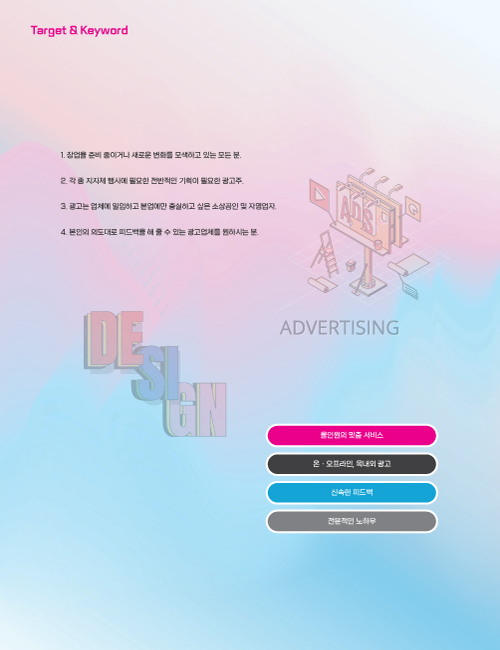 Target & Keyword
1.창업을 준비 중이거나 새로운 변화를 모색하고 있는 모든 분.
2. 각 종 지자체 행사에 필요한 전반적인 기획이 필요한 광고주.
3. 광고는 업체에 일임하고 본업에만 충실하고 싶은 소상공인 및 자영업자.
4. 본인의 의도대로 피드백을 해 줄 수 있는 광고업체를 원하시는 분.
ADS
ADVERTISING
DE
SI
GN
올인원의 맞춤 서비스
온 · 오프라인, 옥내외 광고
신속한 피드백
전문적인 노하우